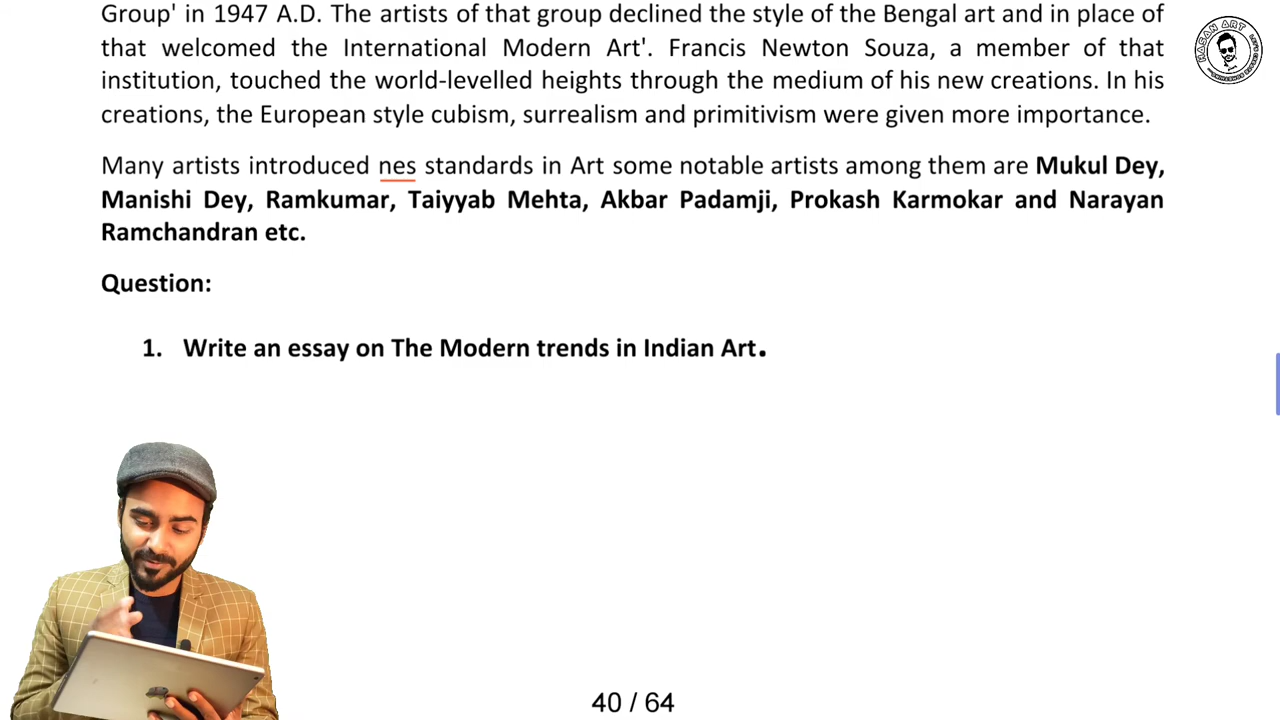 Group' in 1947 A.D. The artists of that group declined the style of the Bengal art and in place of
that welcomed the International Modern Art'. Francis Newton Souza, a member of that
institution, touched the world-levelled heights through the medium of his new creations. In his
creations, the European style cubism, surrealism and primitivism were given more importance.
Many artists introduced nes standards in Art some notable artists among them are Mukul Dey,
Manishi Dey, Ramkumar, Taiyyab Mehta, Akbar Padamji, Prokash Karmokar and Narayan
Ramchandran etc.
Question:
1. Write an essay on The Modern trends in Indian Art.
40 / 64
HASAN ART